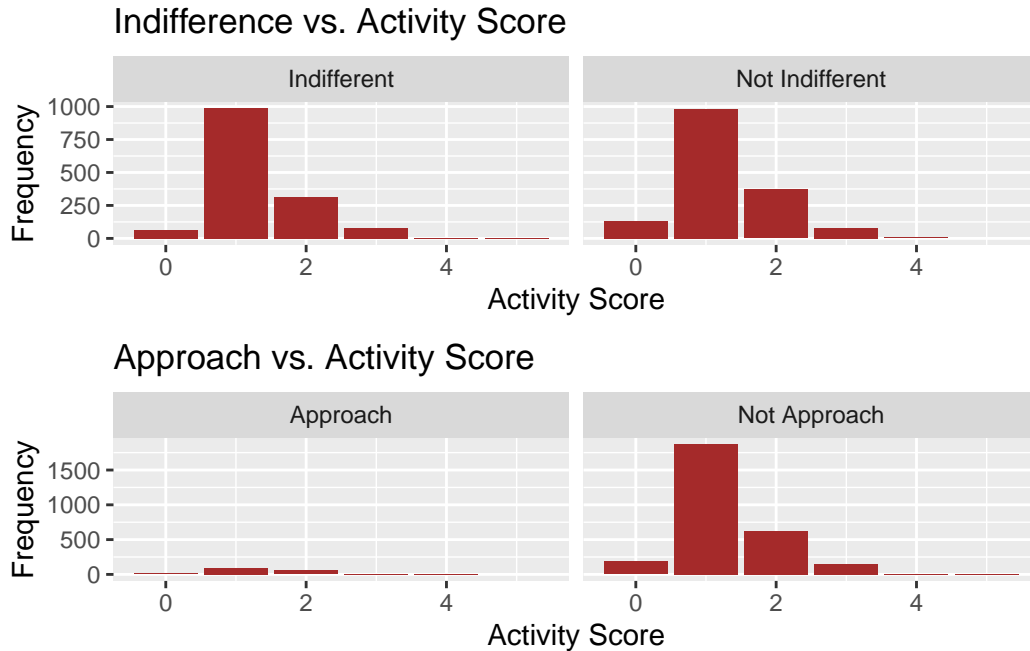 Indifference vs. Activity Score
Indifferent
Not Indifferent
Frequency
1000
750
500
250
0
0 2 4
0 2 4
Activity Score
Approach vs. Activity Score
Approach
Not Approach
Frequency
1500
1000
500
0
0 2 4
0 2 4
Activity Score